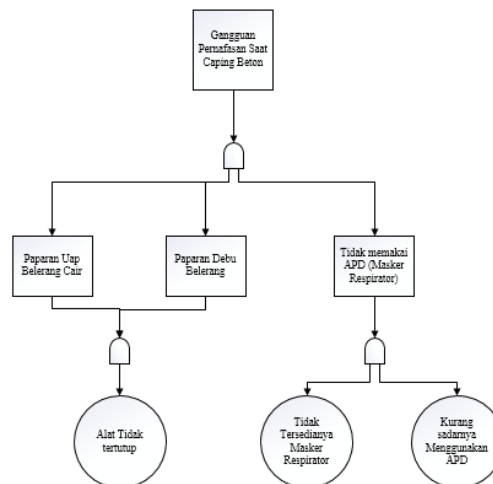 Gangguan
Pernafasan Saat
Caping Beton
Paparan Uap
Belerang Cair
Paparan Debu
Belerang
Tidak memakai
APD (Masker
Respirator)
Alat Tidak
tertutup
Tidak
Tersedianya
Masker
Respirator
Kurang
sadarnya
Menggunakan
APD